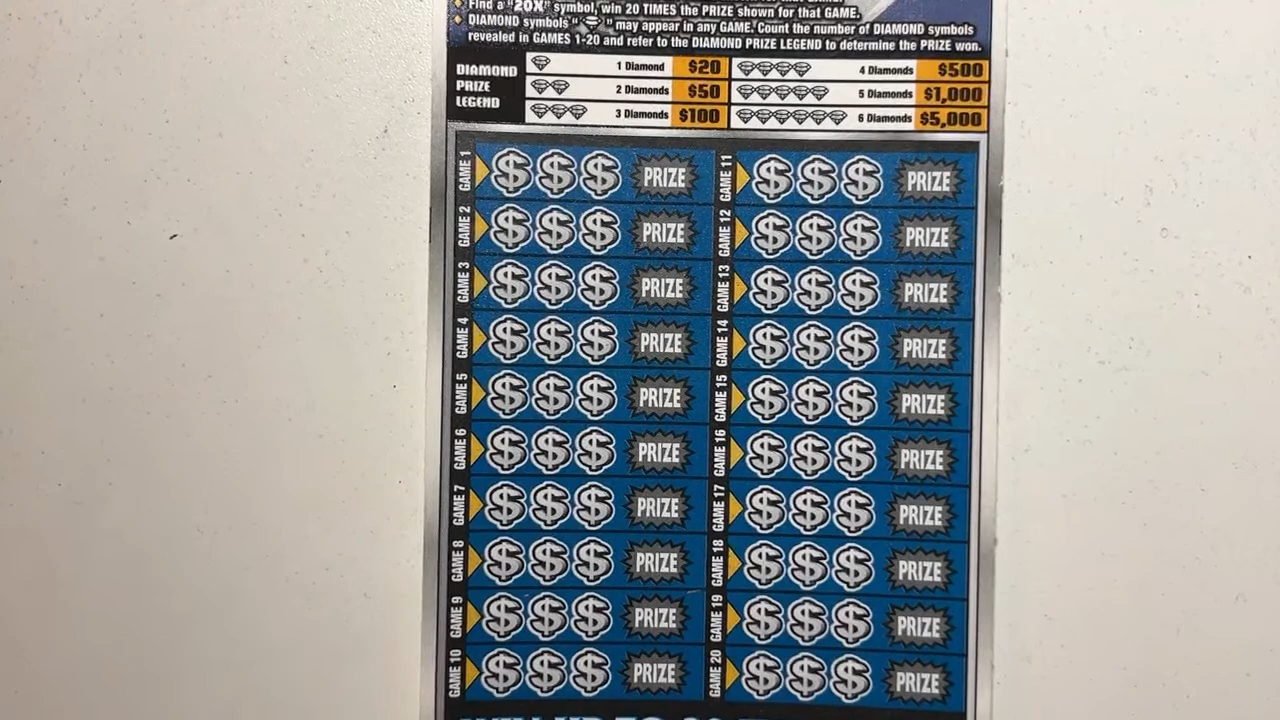 Find a "20X" symbol, win 20 TIMES the PRIZE shown for that GAME.
DIAMOND symbols " " may appear in any GAME. Count the number of DIAMOND symbols
revealed in GAMES 1-20 and refer to the DIAMOND PRIZE LEGEND to determine the PRIZE won.
DIAMOND
PRIZE
LEGEND
1 Diamond $20
2 Diamonds $50
3 Diamonds $100
4 Diamonds $500
5 Diamonds $1,000
6 Diamonds $5,000
GAME 1 $ $ $ PRIZE
GAME 2 $ $ $ PRIZE
GAME 3 $ $ $ PRIZE
GAME 4 $ $ $ PRIZE
GAME 5 $ $ $ PRIZE
GAME 6 $ $ $ PRIZE
GAME 7 $ $ $ PRIZE
GAME 8 $ $ $ PRIZE
GAME 9 $ $ $ PRIZE
GAME 10 $ $ $ PRIZE
GAME 11 $ $ $ PRIZE
GAME 12 $ $ $ PRIZE
GAME 13 $ $ $ PRIZE
GAME 14 $ $ $ PRIZE
GAME 15 $ $ $ PRIZE
GAME 16 $ $ $ PRIZE
GAME 17 $ $ $ PRIZE
GAME 18 $ $ $ PRIZE
GAME 19 $ $ $ PRIZE
GAME 20 $ $ $ PRIZE